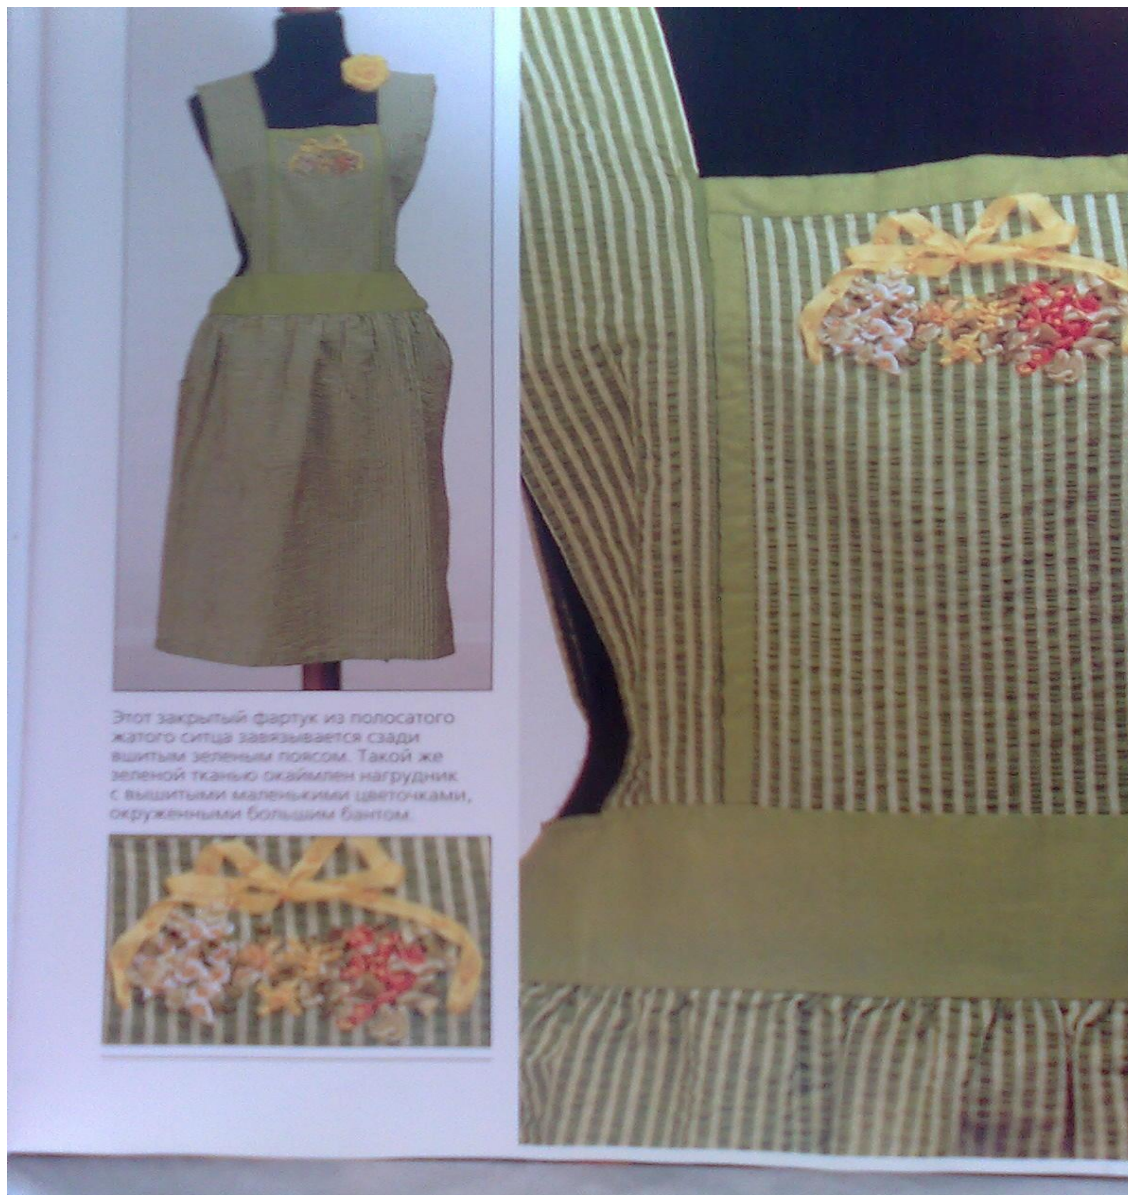 Этот закрытый фартук из полосатого
жатого ситца завязывается сзади
вшитым зеленым поясом. Такой же
зеленой тканью окаймлен нагрудник
с вышитыми маленькими цветочками,
окруженными большим бантом.